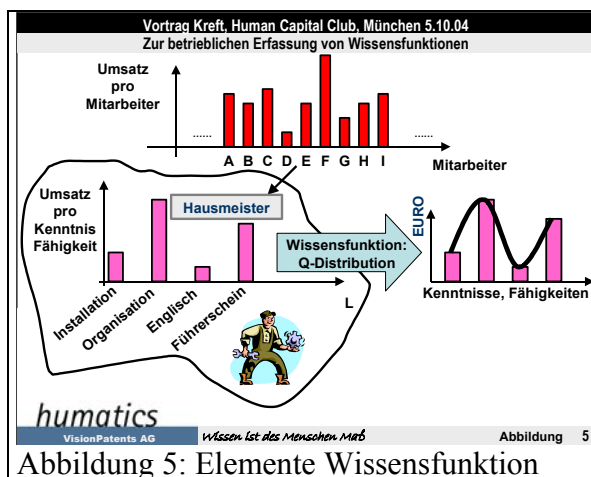 Vortrag Kreft, Human Capital Club, München 5.10.04
Zur betrieblichen Erfassung von Wissensfunktionen
Umsatz
pro
Mitarbeiter
...... ......
A B C D E F G H I
Mitarbeiter
Umsatz
pro
Kenntnis
Fähigkeit
Hausmeister
Installation
Organisation
Englisch
Führerschein
L
Wissensfunktion:
Q-Distribution
EURO
Kenntnisse, Fähigkeiten
humatics
VisionPatents AG Wissen ist des Menschen Maß Abbildung 5
Abbildung 5: Elemente Wissensfunktion